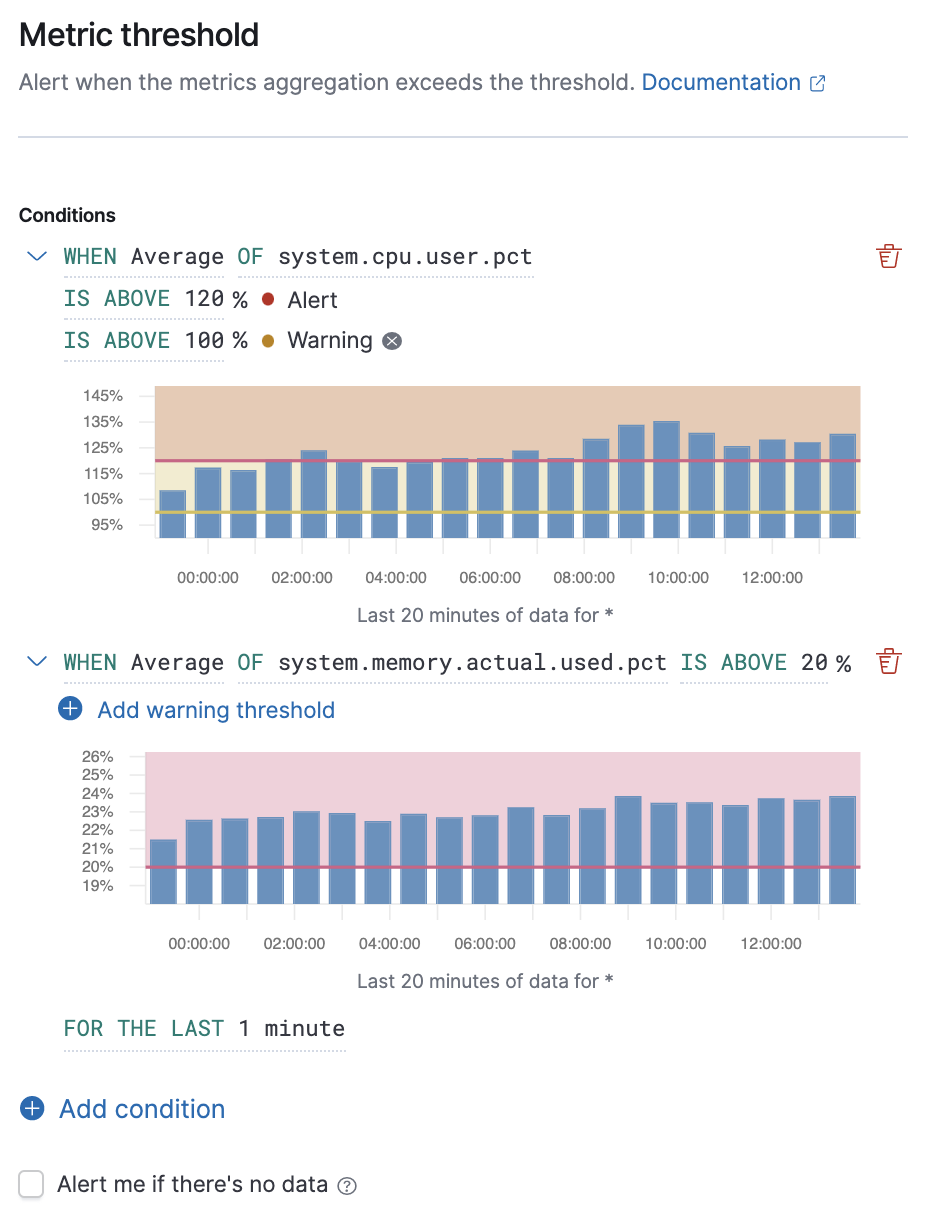 Metric threshold
Alert when the metrics aggregation exceeds the threshold. Documentation
Conditions
WHEN Average OF system.cpu.user.pct
IS ABOVE 120 % Alert
IS ABOVE 100 % Warning
145%
135%
125%
115%
105%
95%
00:00:00 02:00:00 04:00:00 06:00:00 08:00:00 10:00:00 12:00:00
Last 20 minutes of data for *
WHEN Average OF system.memory.actual.used.pct IS ABOVE 20 %
Add warning threshold
26%
25%
24%
23%
22%
21%
20%
19%
00:00:00 02:00:00 04:00:00 06:00:00 08:00:00 10:00:00 12:00:00
Last 20 minutes of data for *
FOR THE LAST 1 minute
Add condition
Alert me if there's no data